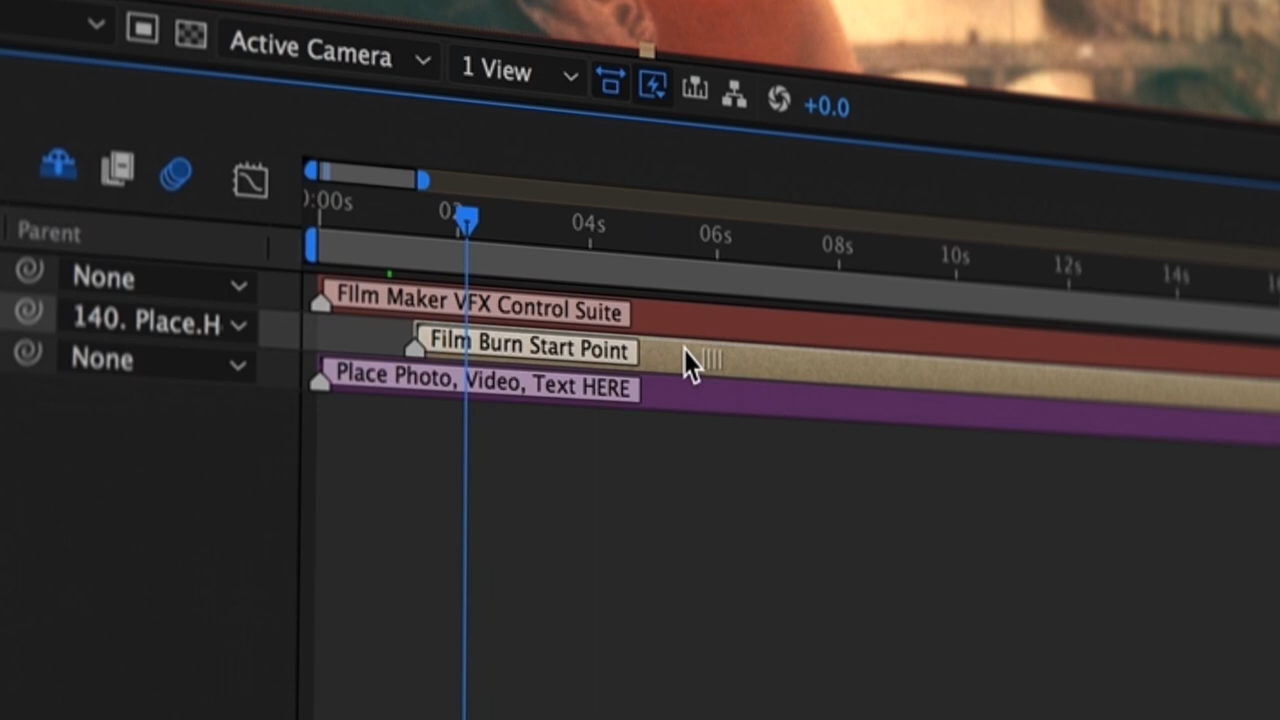 Active Camera
1 View
+0.0
0:00s
02
04s
06s
08s
10s
12s
14s
Parent
None
FIlm Maker VFX Control Suite
140. Place.H
Film Burn Start Point
None
Place Photo, Video, Text HERE